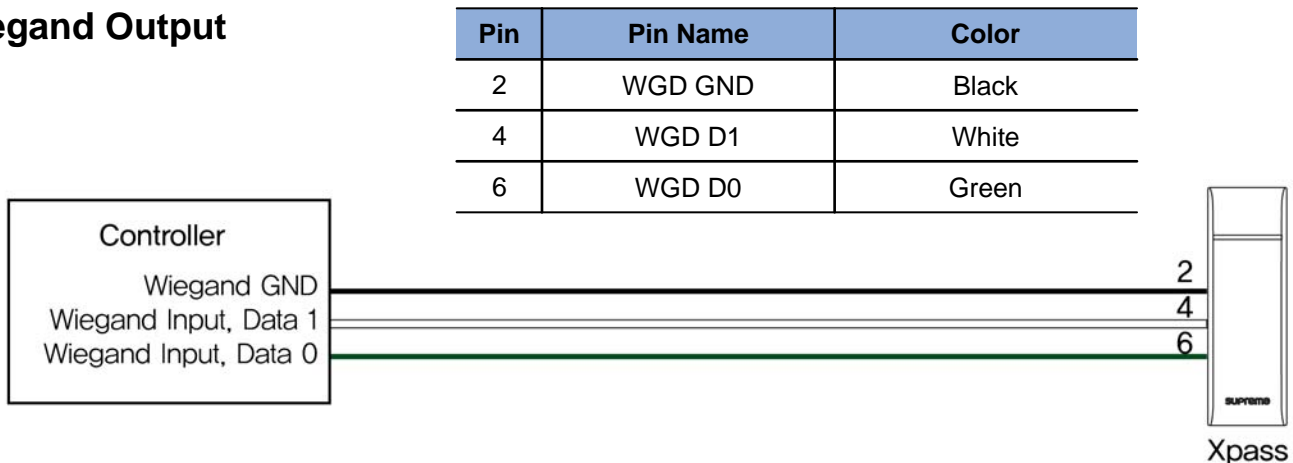 egand Output
Pin Pin Name Color
2 WGD GND Black
4 WGD D1 White
6 WGD D0 Green
Controller
Wiegand GND
Wiegand Input, Data 1
Wiegand Input, Data 0
2
4
6
suprema
Xpass